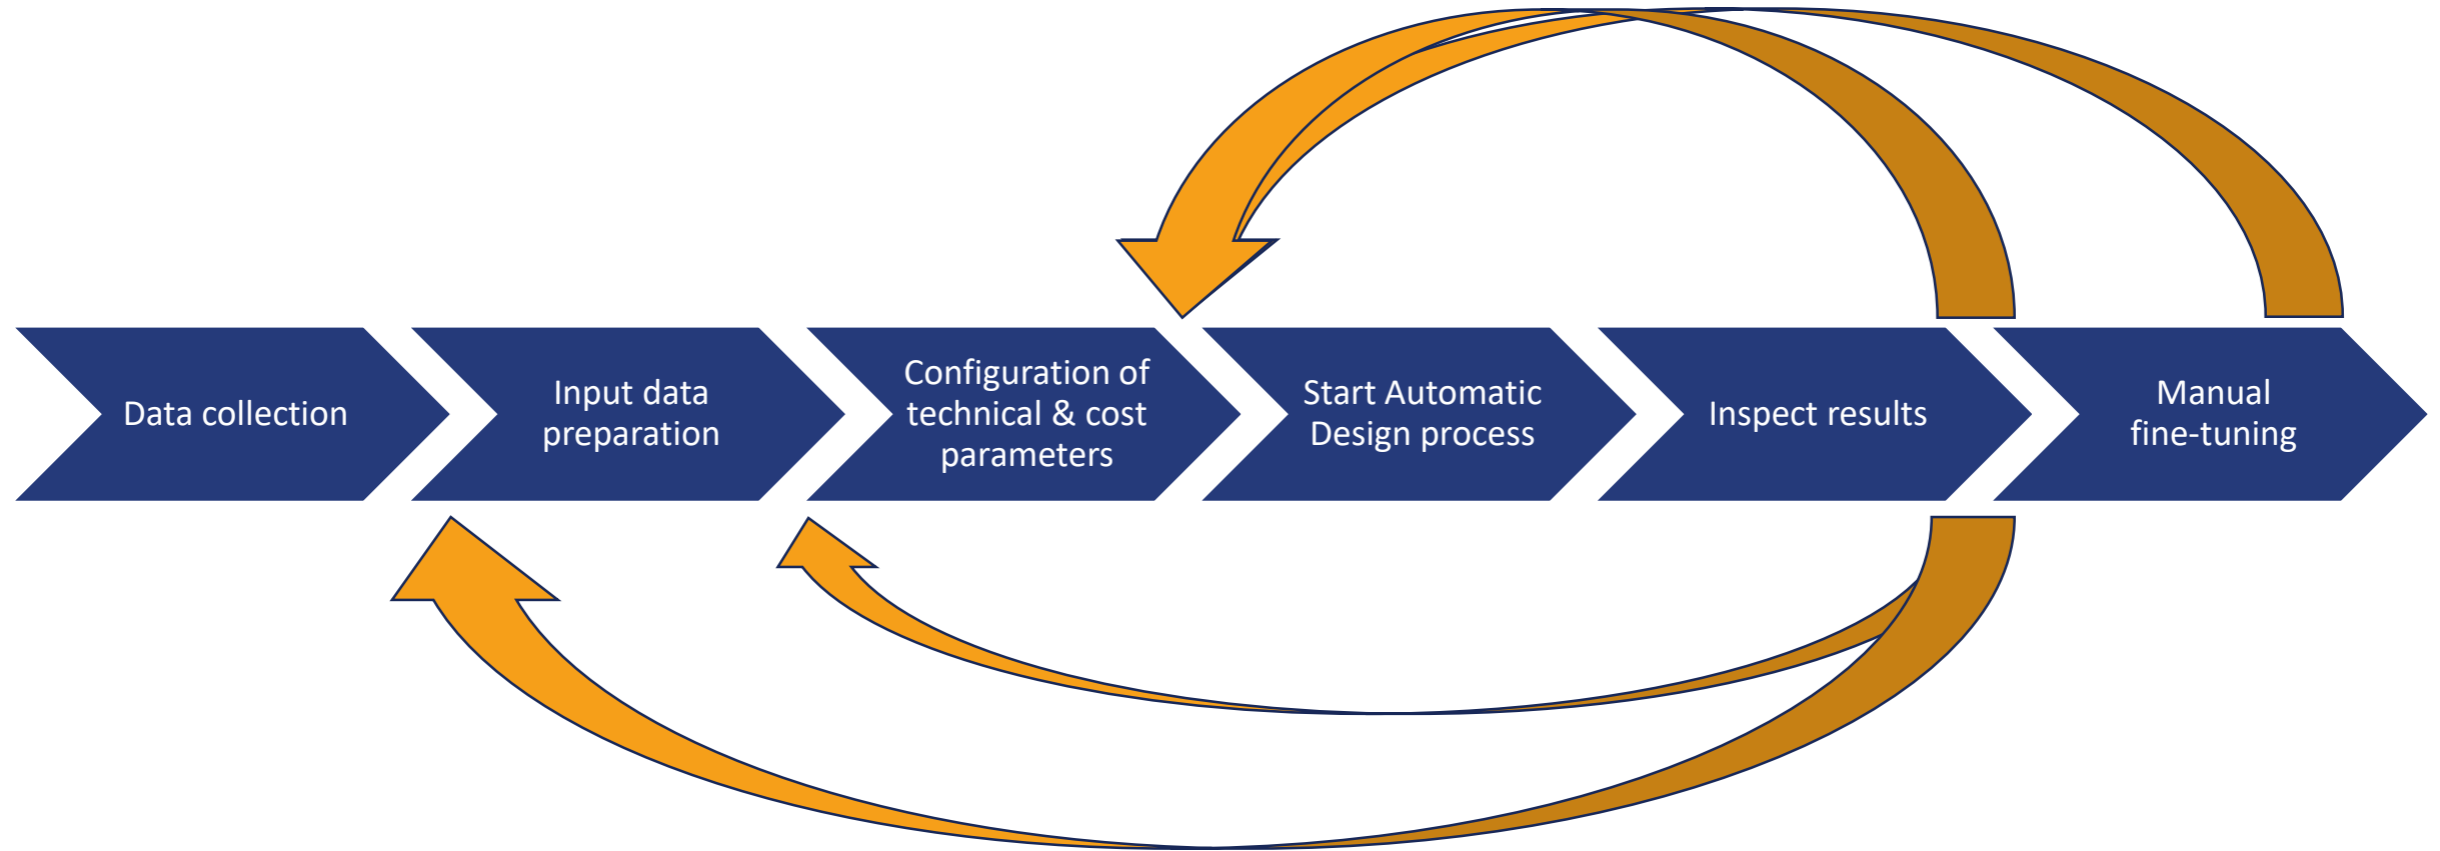 Data collection
Input data
preparation
Configuration of
technical & cost
parameters
Start Automatic
Design process
Inspect results
Manual
fine-tuning